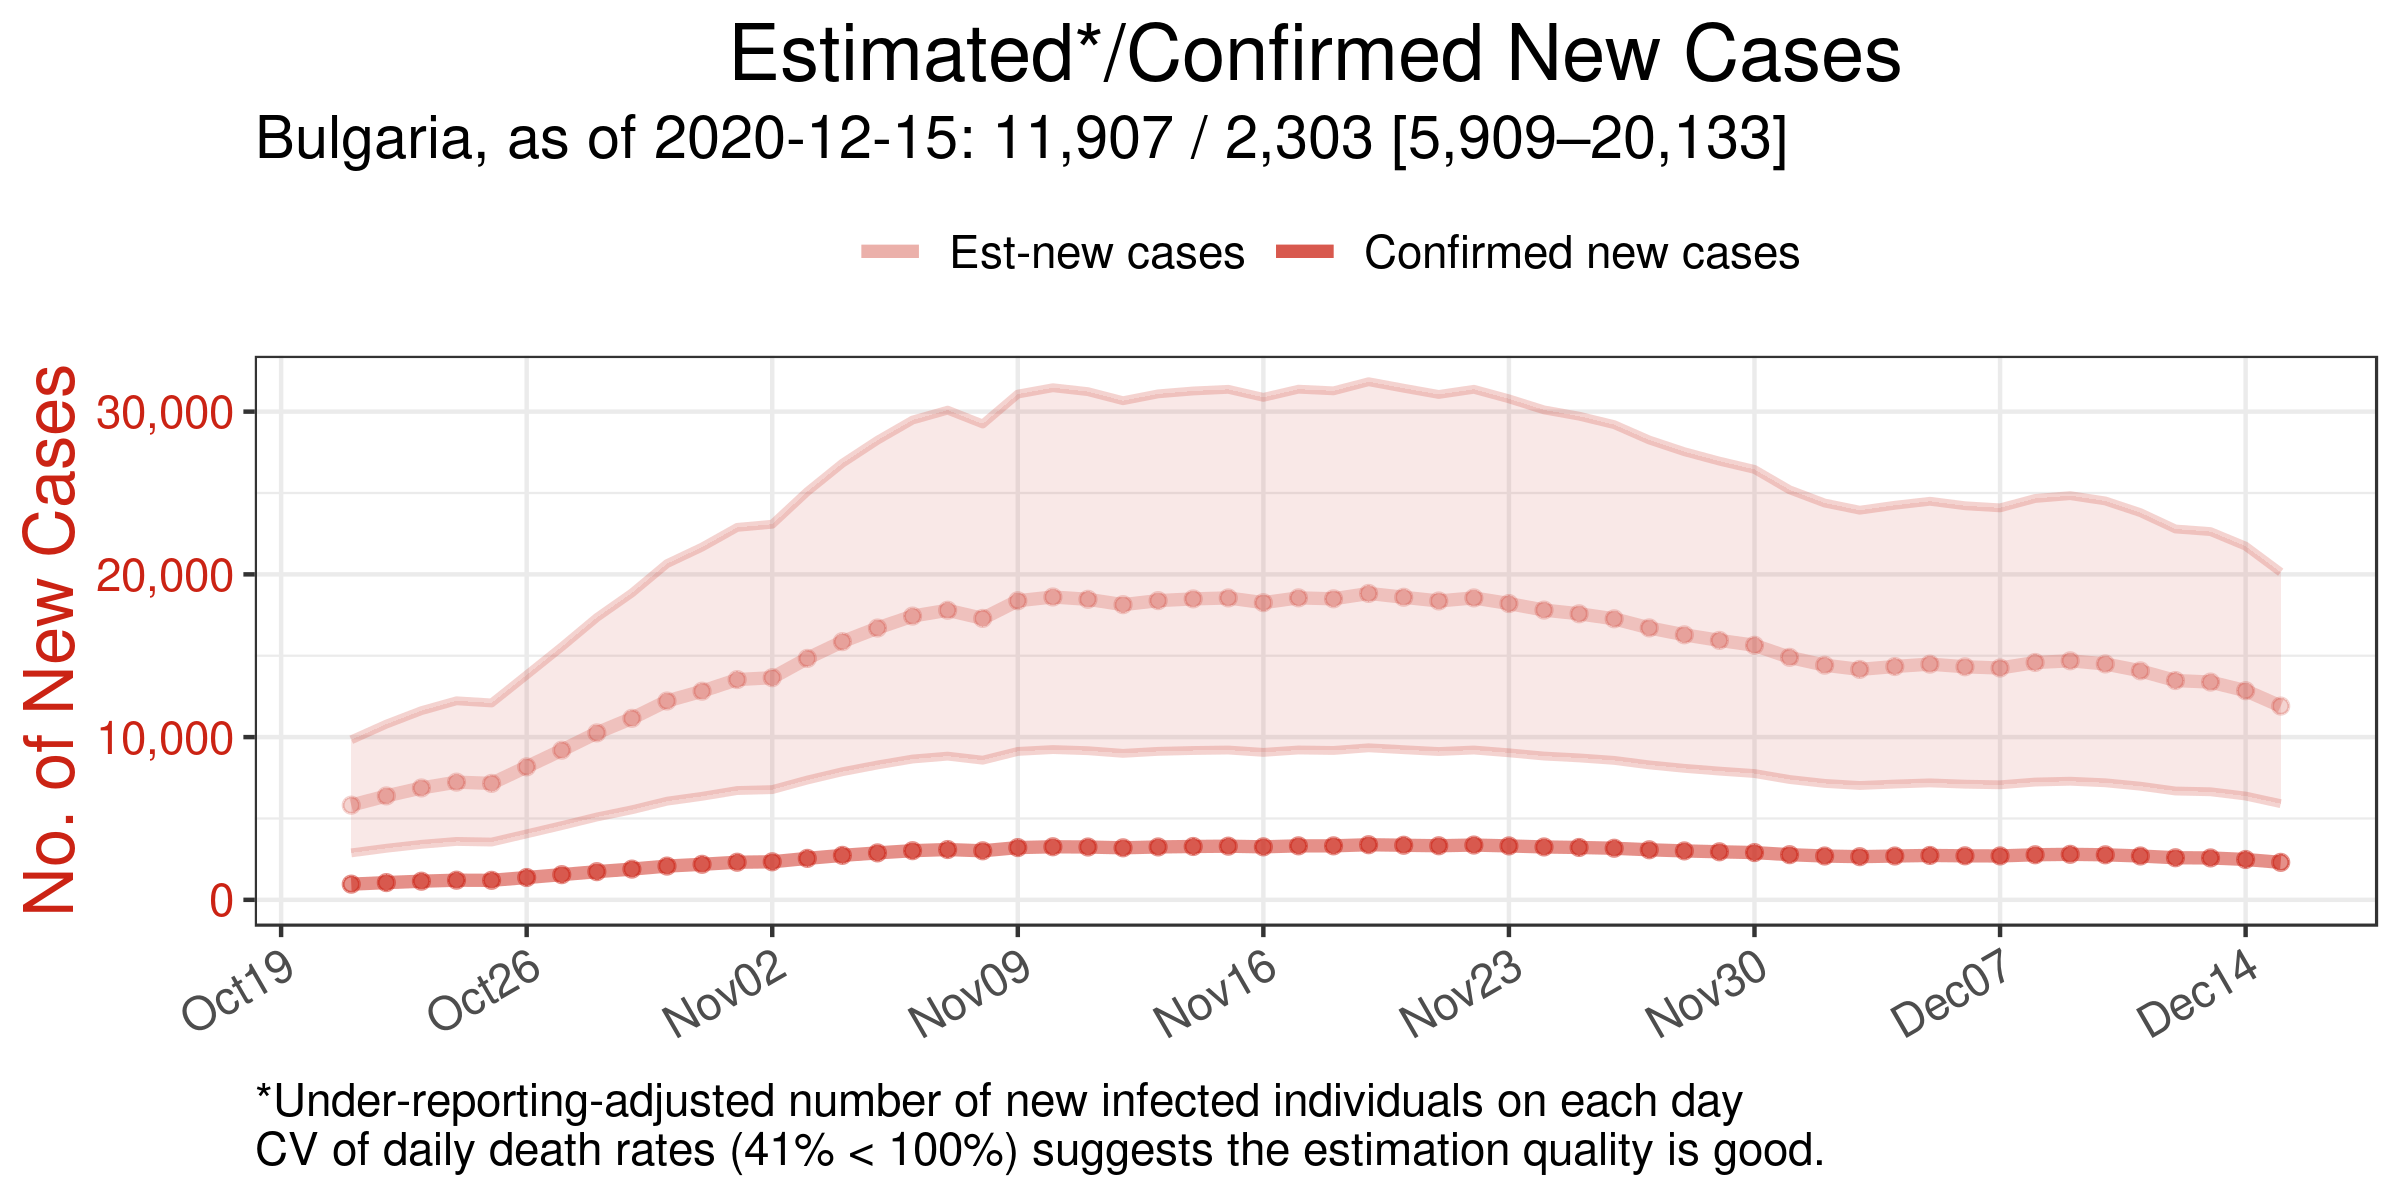 Estimated*/Confirmed New Cases
Bulgaria, as of 2020-12-15: 11,907 / 2,303 [5,909–20,133]
Est-new cases
Confirmed new cases
No. of New Cases
30,000
20,000
10,000
0
Oct19
Oct26
Nov02
Nov09
Nov16
Nov23
Nov30
Dec07
Dec14
*Under-reporting-adjusted number of new infected individuals on each day
CV of daily death rates (41% < 100%) suggests the estimation quality is good.